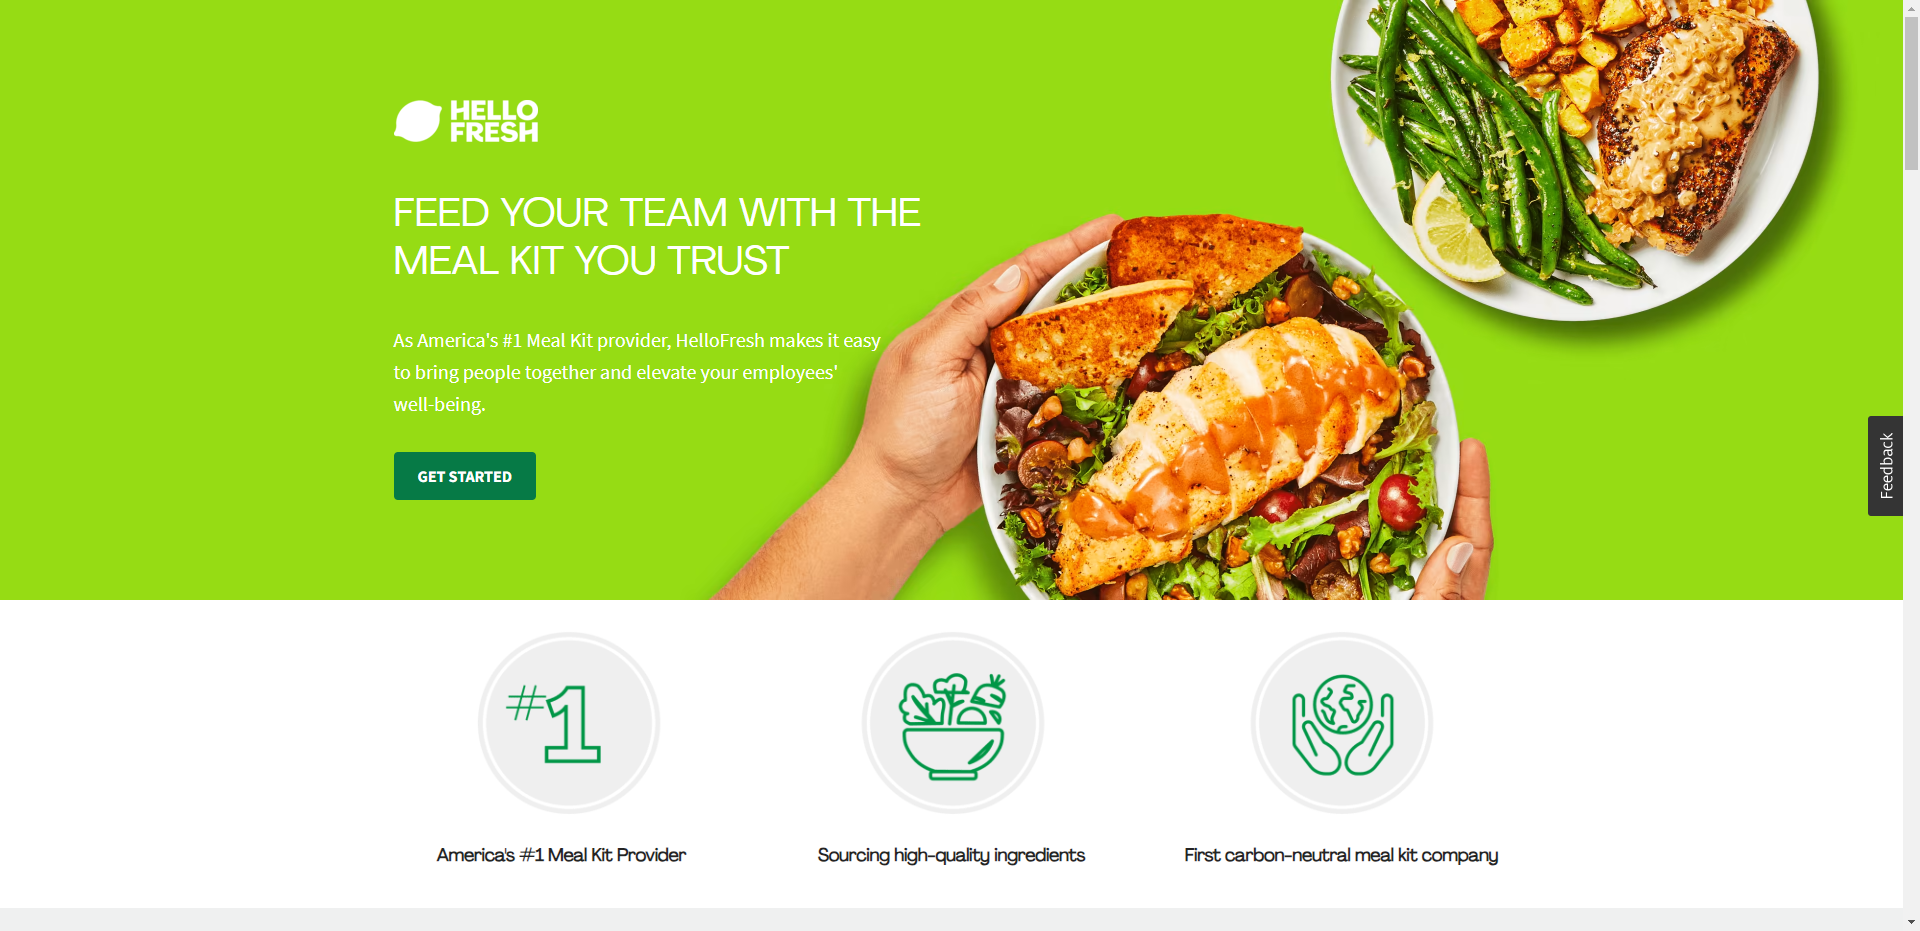 HELLO
FRESH
FEED YOUR TEAM WITH THE
MEAL KIT YOU TRUST
As America's #1 Meal Kit provider, HelloFresh makes it easy
to bring people together and elevate your employees'
well-being.
GET STARTED
Feedback
#1
America's #1 Meal Kit Provider
Sourcing high-quality ingredients
First carbon-neutral meal kit company